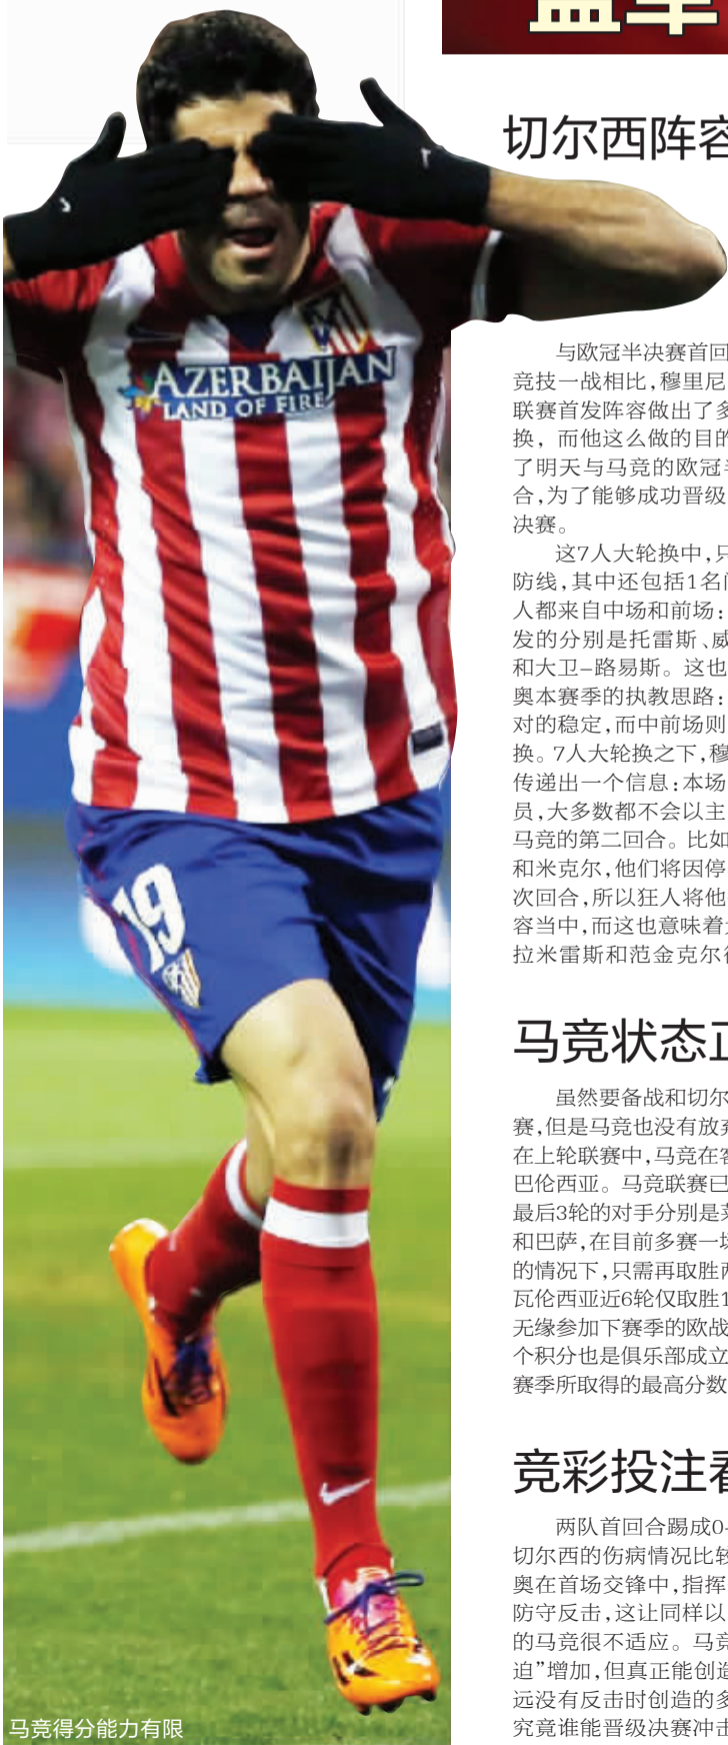 切尔西阵容
AZERBAIJAN
LAND OF FIRE
19
与欧冠半决赛首回
竞技一战相比,穆里尼
联赛首发阵容做出了多
换，而他这么做的目的
了明天与马竞的欧冠半
合,为了能够成功晋级
决赛。
这7人大轮换中,只
防线,其中还包括1名门
人都来自中场和前场:
发的分别是托雷斯、威
和大卫–路易斯。这也
奥本赛季的执教思路:
对的稳定,而中前场则
换。7人大轮换之下,穆
传递出一个信息:本场
员,大多数都不会以主
马竞的第二回合。比如
和米克尔,他们将因停
次回合,所以狂人将他
容当中,而这也意味着
拉米雷斯和范金克尔
马竞状态正
虽然要备战和切尔
赛,但是马竞也没有放弃
在上轮联赛中,马竞在客
巴伦西亚。马竞联赛已
最后3轮的对手分别是莱
和巴萨,在目前多赛一场
的情况下,只需再取胜两
瓦伦西亚近6轮仅取胜1
无缘参加下赛季的欧战
个积分也是俱乐部成立
赛季所取得的最高分数
竞彩投注看
两队首回合踢成0-
切尔西的伤病情况比较
奥在首场交锋中,指挥
防守反击,这让同样以
的马竞很不适应。马竞
迫”增加,但真正能创造
远没有反击时创造的多
究竟谁能晋级决赛冲击
马竞得分能力有限